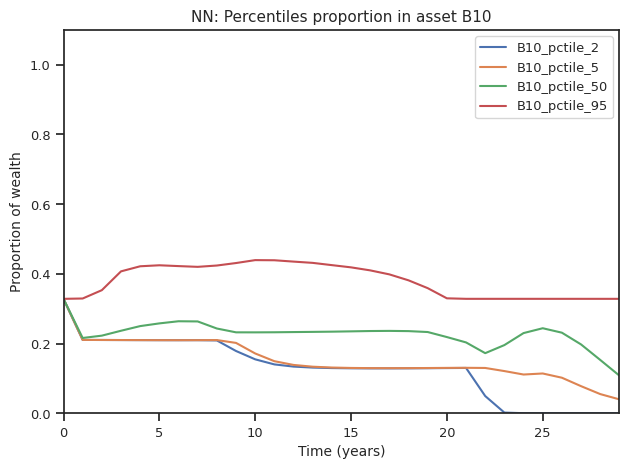 NN: Percentiles proportion in asset B10
B10_pctile_2
B10_pctile_5
B10_pctile_50
B10_pctile_95
Proportion of wealth
1.0
0.8
0.6
0.4
0.2
0.0
0 5 10 15 20 25
Time (years)